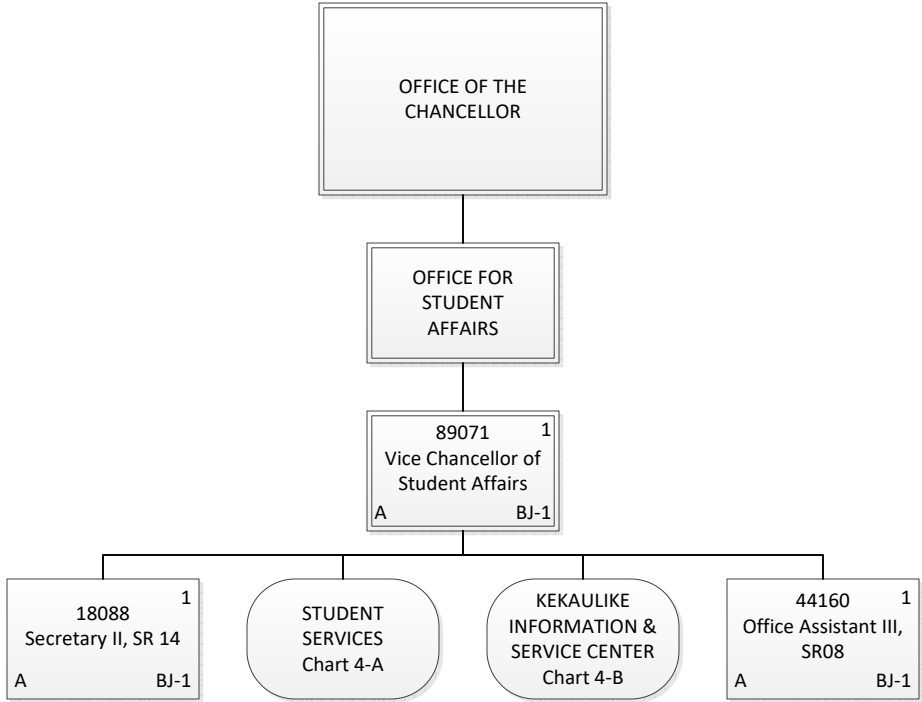 OFFICE OF THE
CHANCELLOR
OFFICE FOR
STUDENT
AFFAIRS
89071 1
Vice Chancellor of
Student Affairs
A BJ-1
18088 1
Secretary II, SR 14
A BJ-1
STUDENT
SERVICES
Chart 4-A
KEKAULIKE
INFORMATION &
SERVICE CENTER
Chart 4-B
44160 1
Office Assistant III,
SR08
A BJ-1